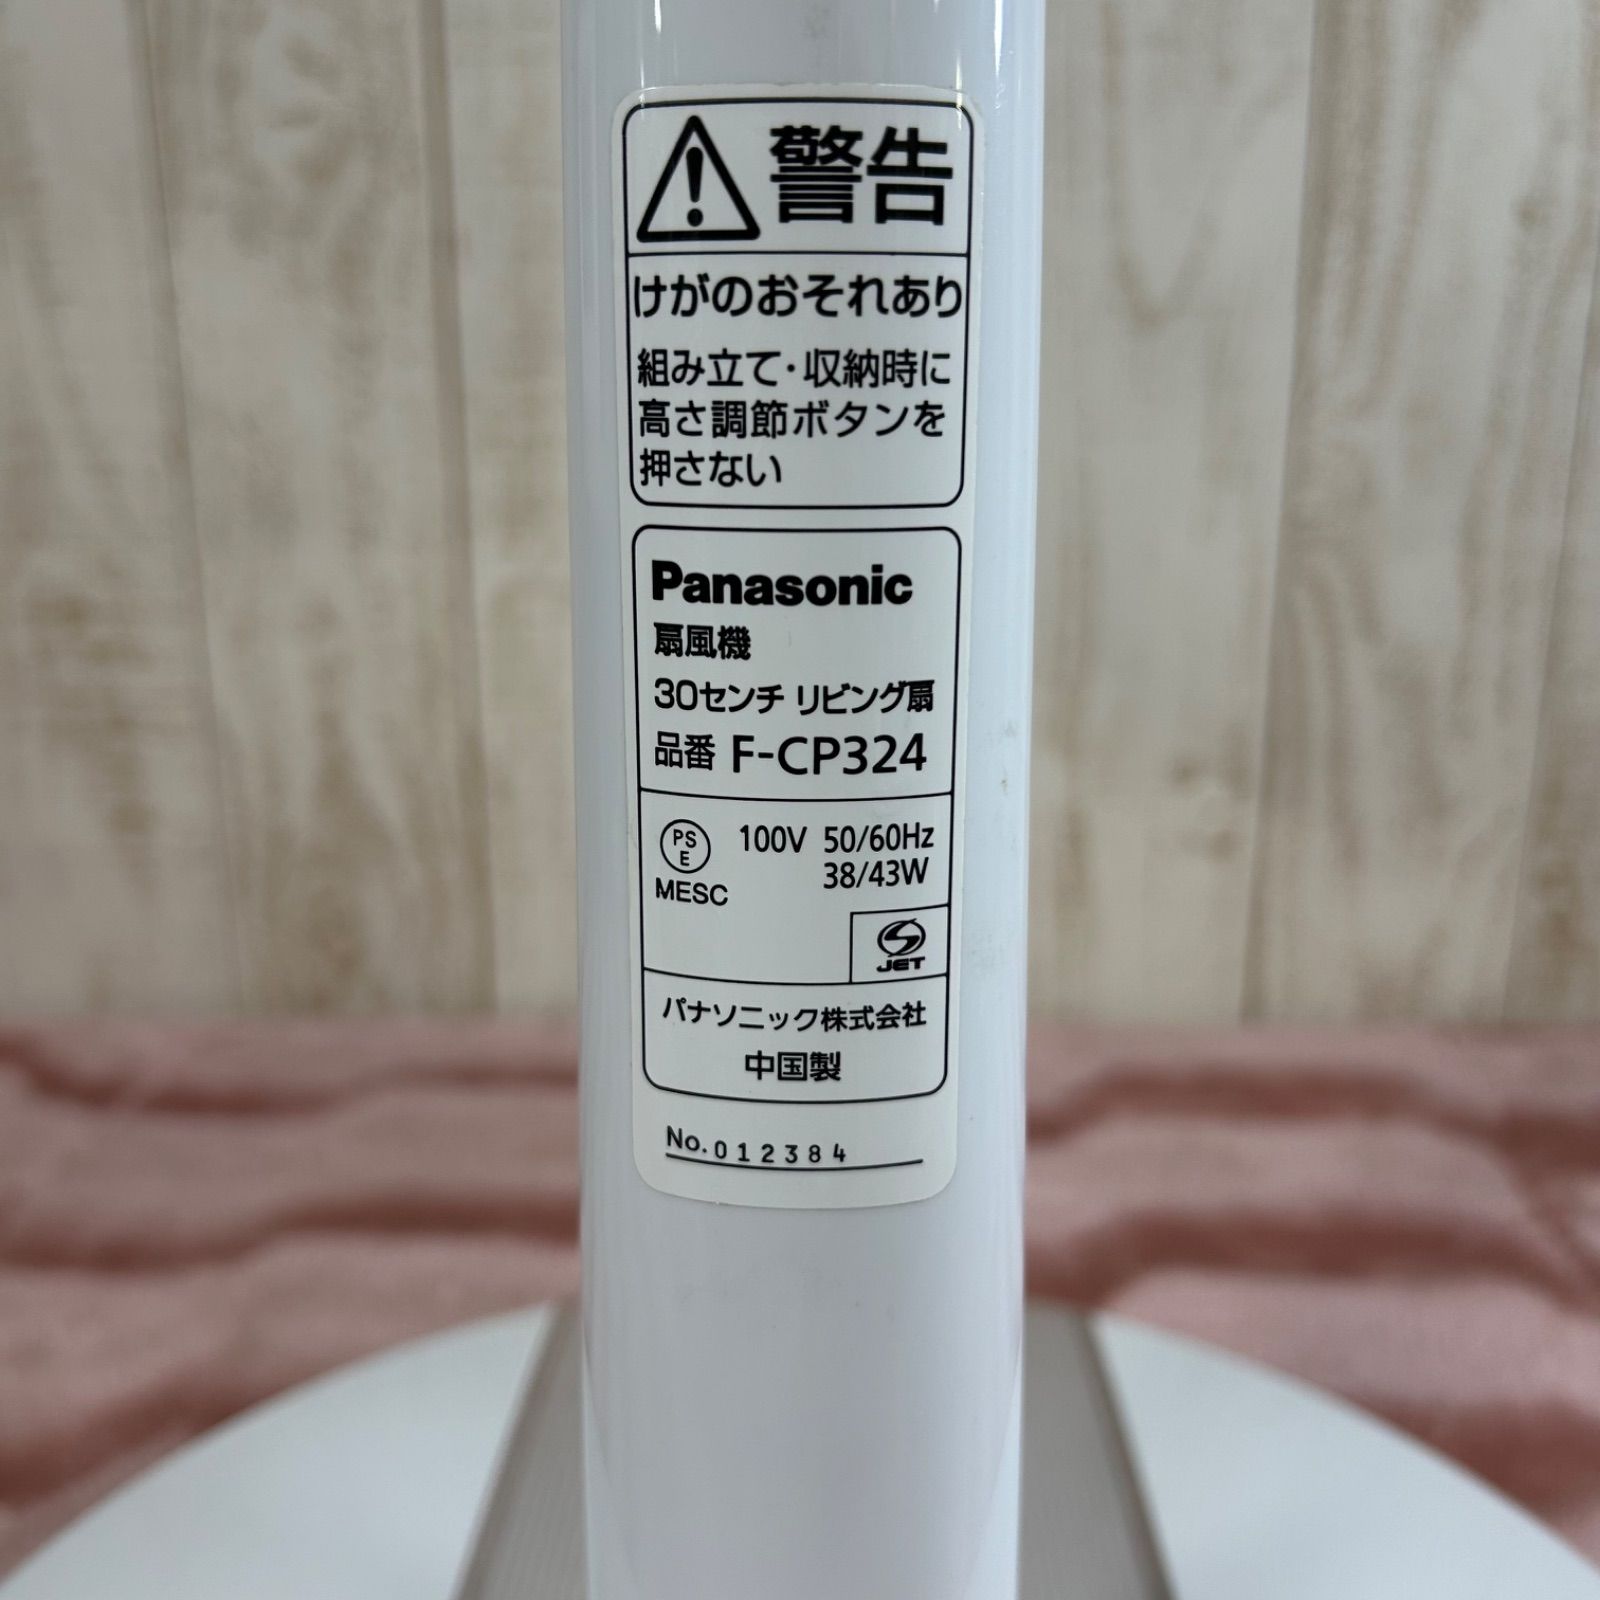 警告
けがのおそれあり
組み立て・収納時に
高さ調節ボタンを
押さない
Panasonic
扇風機
30センチ リビング扇
品番 F-CP324
PS
E
MESC
100V 50/60Hz
38/43W
JET
パナソニック株式会社
中国製
No.012384